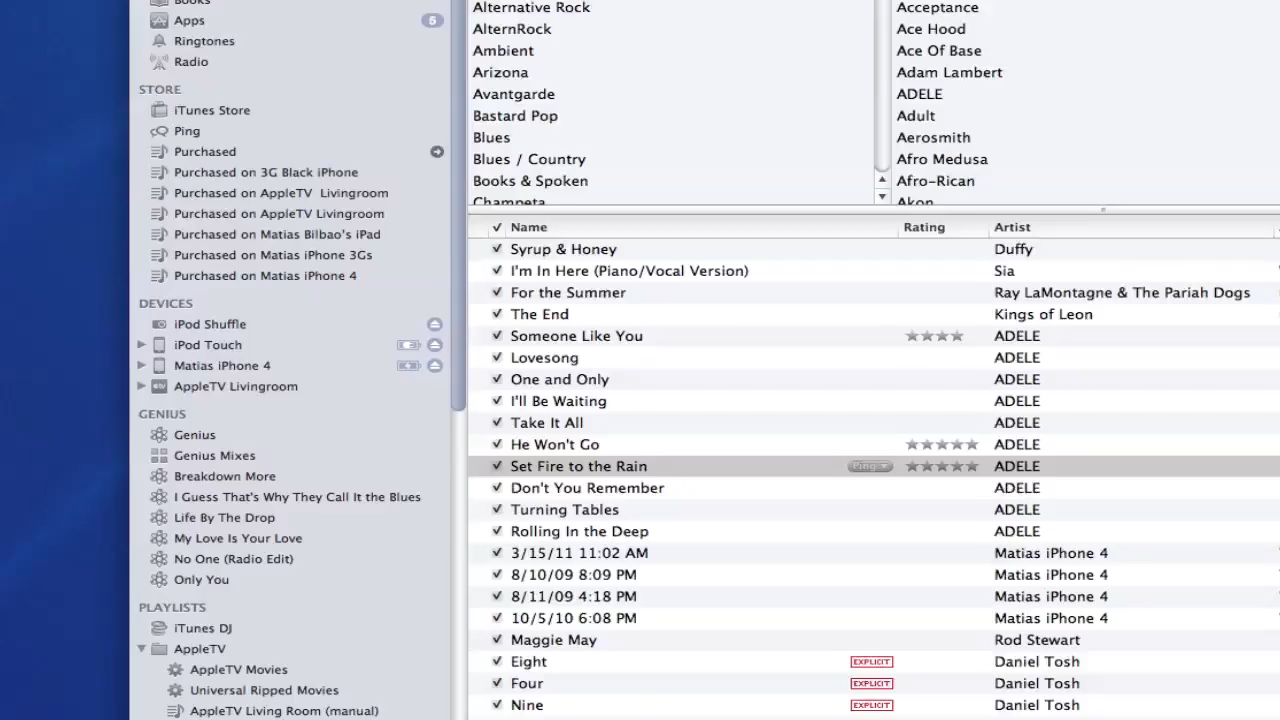 Books
Apps 5
Ringtones
Radio
STORE
iTunes Store
Ping
Purchased
Purchased on 3G Black iPhone
Purchased on AppleTV  Livingroom
Purchased on AppleTV Livingroom
Purchased on Matias Bilbao's iPad
Purchased on Matias iPhone 3Gs
Purchased on Matias iPhone 4
DEVICES
iPod Shuffle
iPod Touch
Matias iPhone 4
AppleTV Livingroom
GENIUS
Genius
Genius Mixes
Breakdown More
I Guess That's Why They Call It the Blues
Life By The Drop
My Love Is Your Love
No One (Radio Edit)
Only You
PLAYLISTS
iTunes DJ
AppleTV
AppleTV Movies
Universal Ripped Movies
AppleTV Living Room (manual)
Alternative Rock
AlternRock
Ambient
Arizona
Avantgarde
Bastard Pop
Blues
Blues / Country
Books & Spoken
Champeta
Acceptance
Ace Hood
Ace Of Base
Adam Lambert
ADELE
Adult
Aerosmith
Afro Medusa
Afro-Rican
Akon
Name Rating Artist
Syrup & Honey Duffy
I'm In Here (Piano/Vocal Version) Sia
For the Summer Ray LaMontagne & The Pariah Dogs
The End Kings of Leon
Someone Like You ADELE
Lovesong ADELE
One and Only ADELE
I'll Be Waiting ADELE
Take It All ADELE
He Won't Go ADELE
Set Fire to the Rain Ping ADELE
Don't You Remember ADELE
Turning Tables ADELE
Rolling In the Deep ADELE
3/15/11 11:02 AM Matias iPhone 4
8/10/09 8:09 PM Matias iPhone 4
8/11/09 4:18 PM Matias iPhone 4
10/5/10 6:08 PM Matias iPhone 4
Maggie May Rod Stewart
Eight EXPLICIT Daniel Tosh
Four EXPLICIT Daniel Tosh
Nine EXPLICIT Daniel Tosh